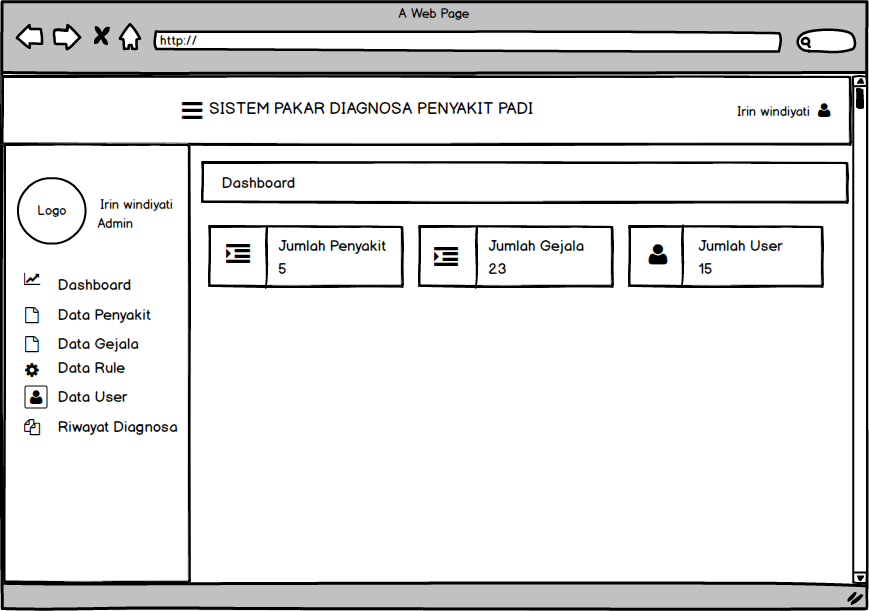 A Web Page
http://
SISTEM PAKAR DIAGNOSA PENYAKIT PADI
Irin windiyati
Logo
Irin windiyati
Admin
Dashboard
Data Penyakit
Data Gejala
Data Rule
Data User
Riwayat Diagnosa
Dashboard
Jumlah Penyakit
5
Jumlah Gejala
23
Jumlah User
15